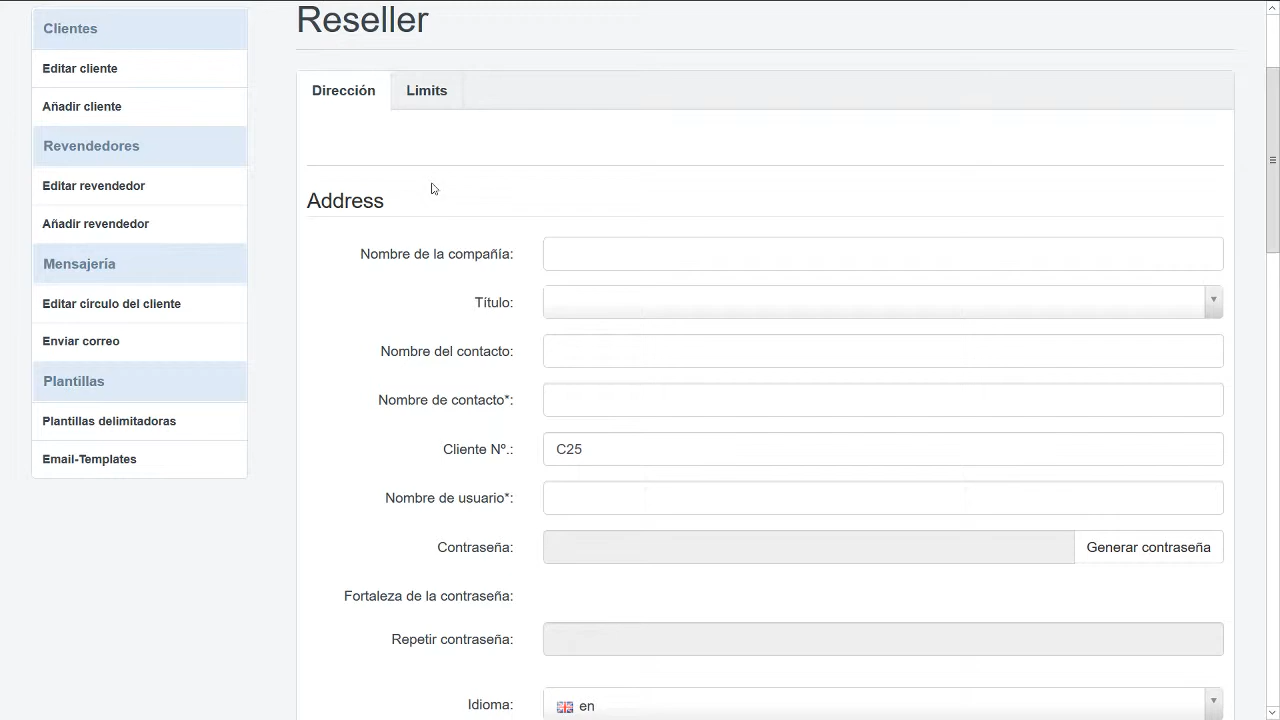 Reseller
Clientes
Editar cliente
Añadir cliente
Revendedores
Editar revendedor
Añadir revendedor
Mensajería
Editar circulo del cliente
Enviar correo
Plantillas
Plantillas delimitadoras
Email-Templates
Dirección
Limits
Address
Nombre de la compañía:
Título:
Nombre del contacto:
Nombre de contacto*:
Cliente Nº.: C25
Nombre de usuario*:
Contraseña: Generar contraseña
Fortaleza de la contraseña:
Repetir contraseña:
Idioma: en